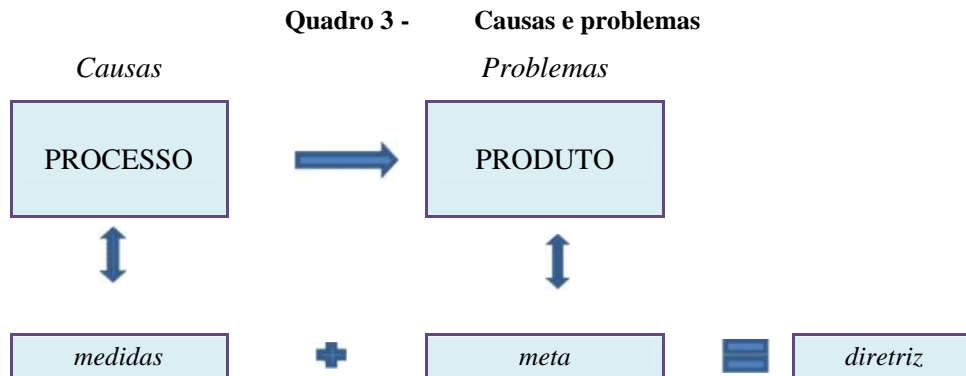 Quadro 3 - Causas e problemas
Causas Problemas
PROCESSO PRODUTO
medidas meta diretriz